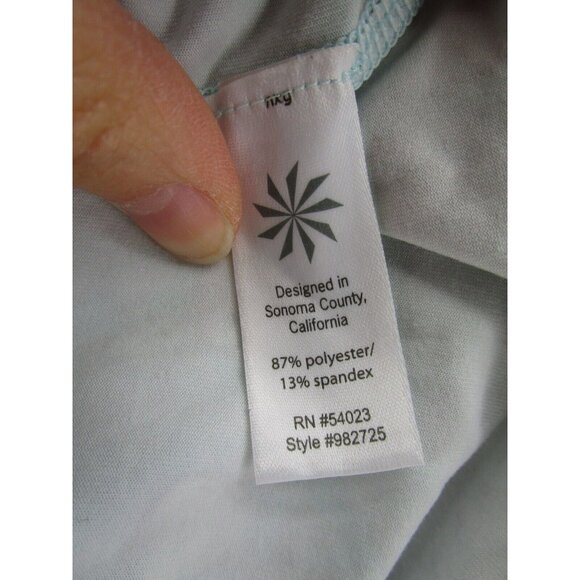 Designed in
Sonoma County,
California
87% polyester/
13% spandex
RN #54023
Style #982725